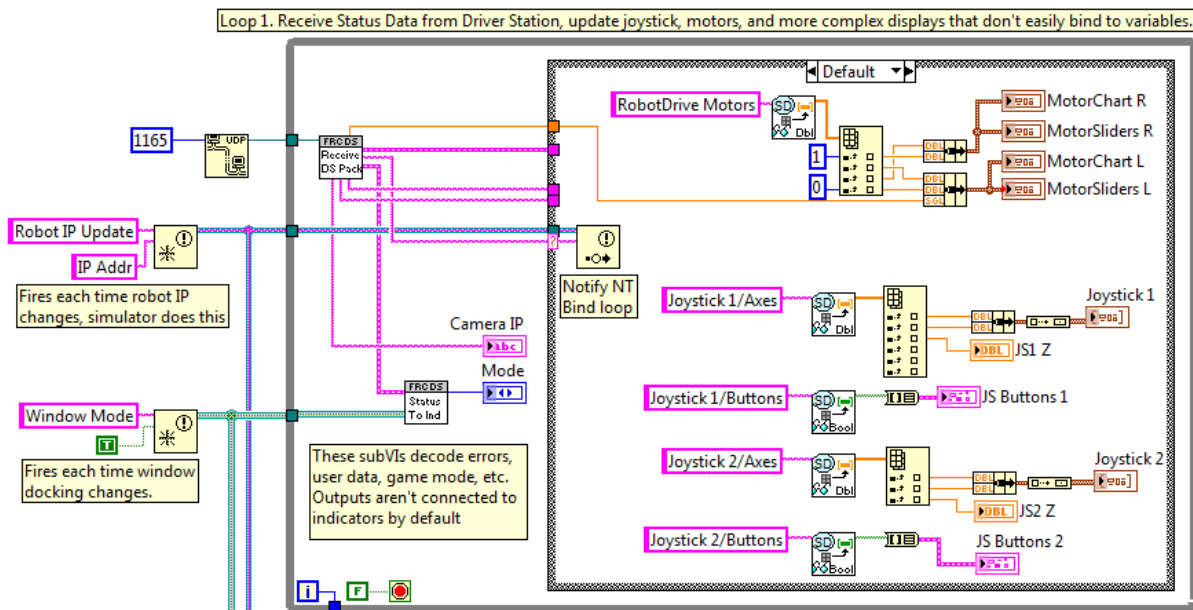 Loop 1. Receive Status Data from Driver Station, update joystick, motors, and more complex displays that don't easily bind to variables.
Default
RobotDrive Motors
SD
Dbl
MotorChart R
MotorSliders R
MotorChart L
MotorSliders L
1
0
DBL
DBL
DBL
DBL
SGL
1165
UDP
FRC DS
Receive
DS Pack
Robot IP Update
IP Addr
Fires each time robot IP
changes, simulator does this
?
Notify NT
Bind loop
Camera IP
abc
Mode
FRC DS
Status
To Ind
Window Mode
T
Fires each time window
docking changes.
These subVIs decode errors,
user data, game mode, etc.
Outputs aren't connected to
indicators by default
Joystick 1/Axes
SD
Dbl
DBL
DBL
Joystick 1
DBL
JS1 Z
Joystick 1/Buttons
SD
Bool
JS Buttons 1
Joystick 2/Axes
SD
Dbl
DBL
DBL
Joystick 2
DBL
JS2 Z
Joystick 2/Buttons
SD
Bool
JS Buttons 2
i
F